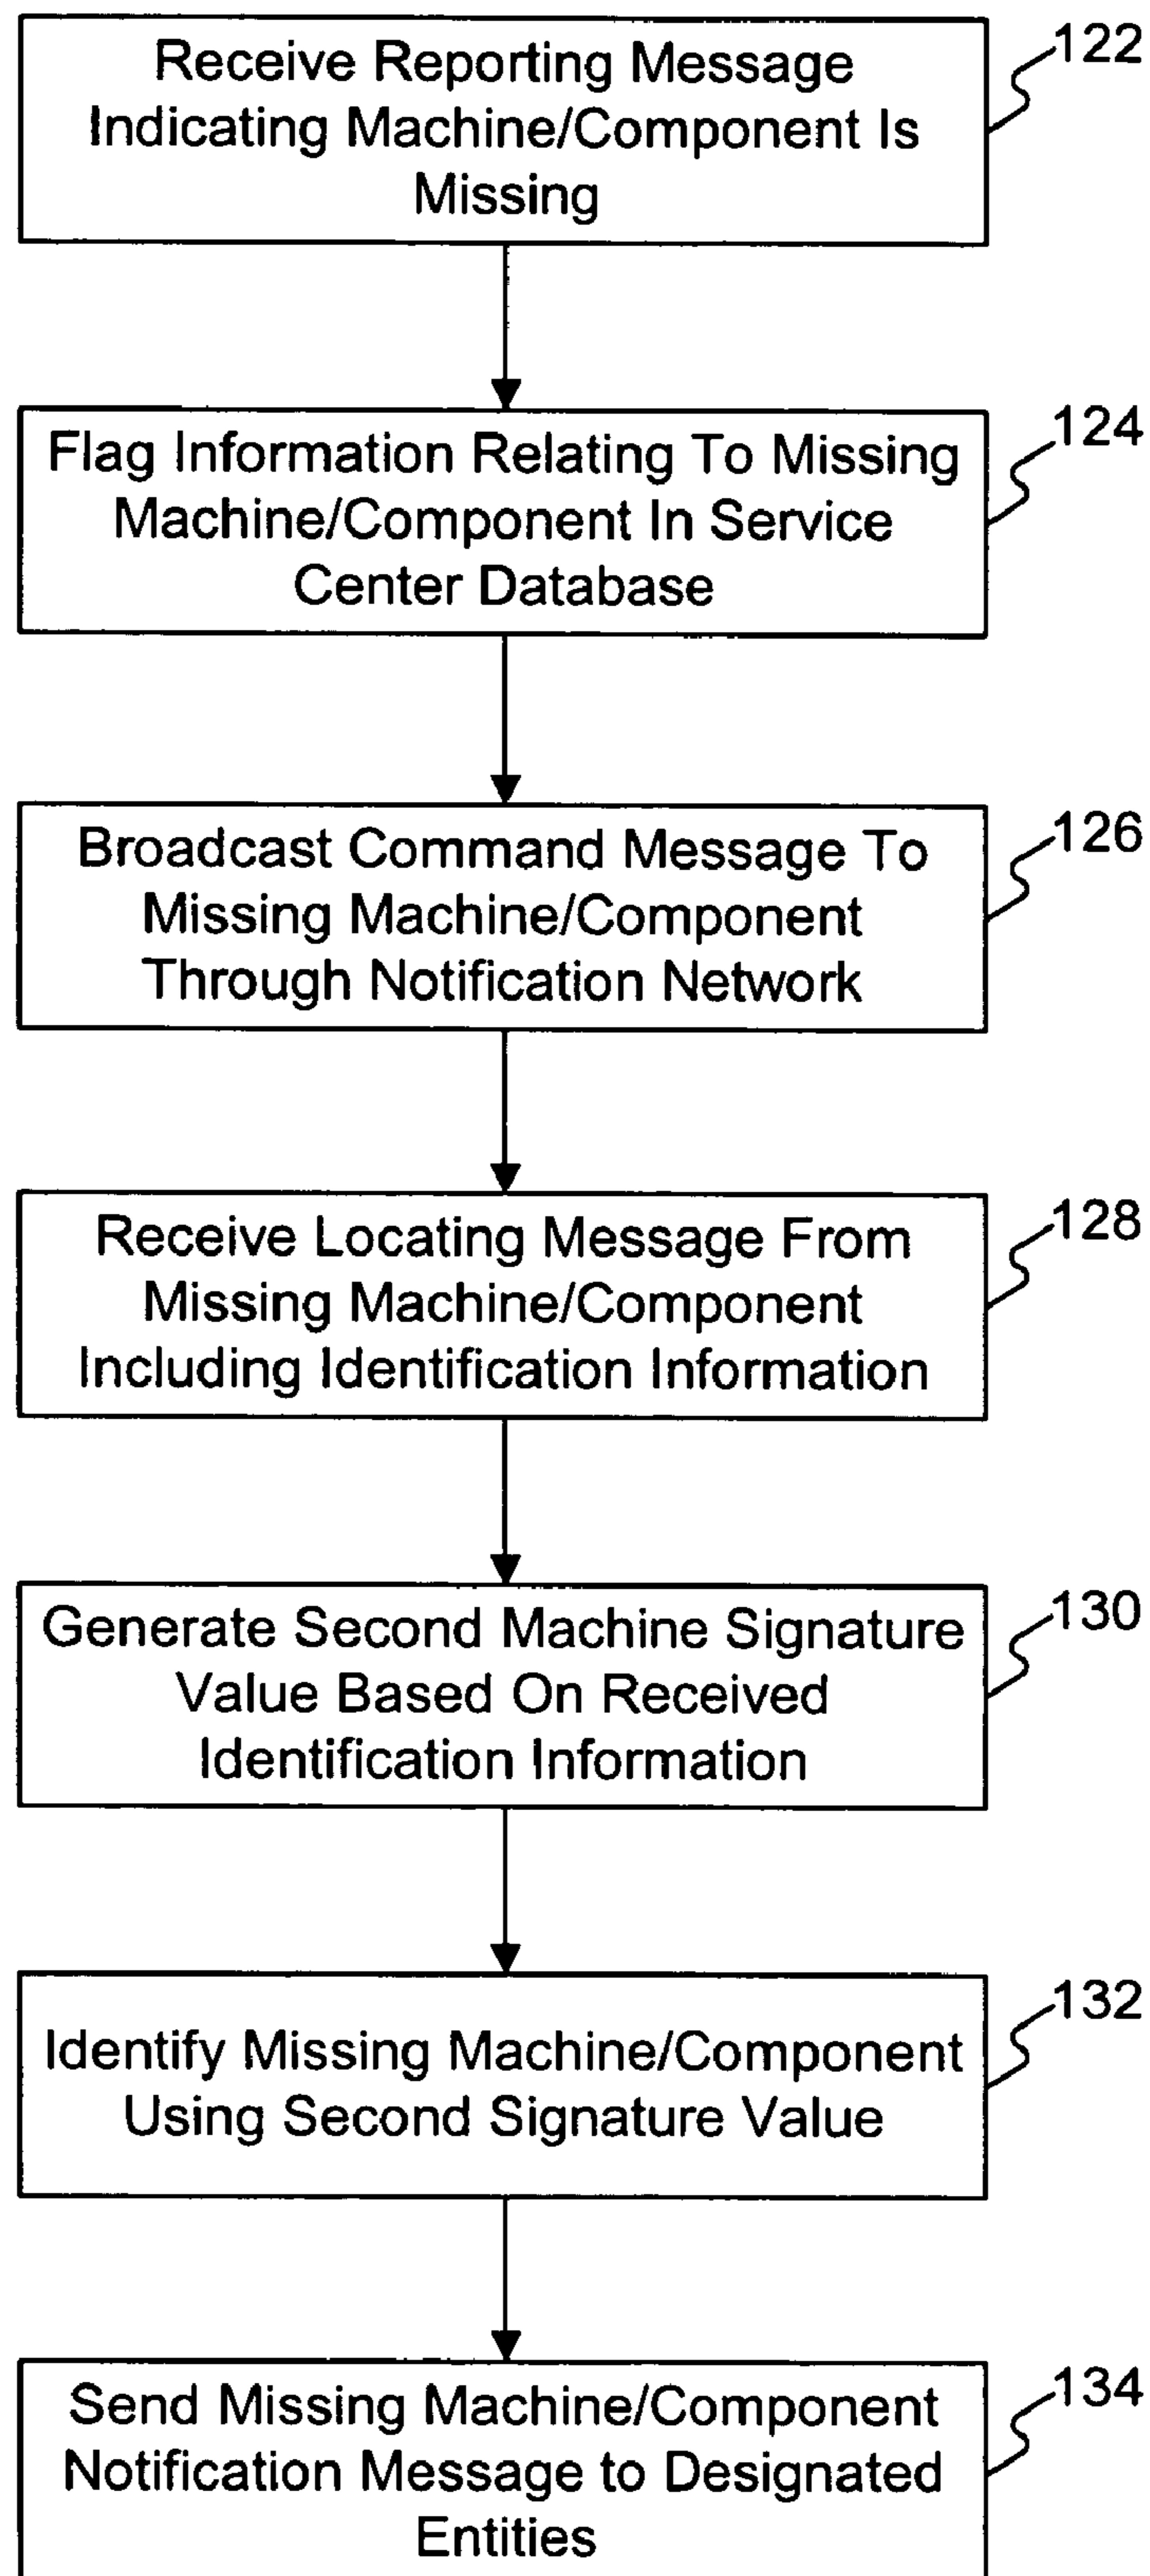 Receive Reporting Message
Indicating Machine/Component Is
Missing
122
Flag Information Relating To Missing
Machine/Component In Service
Center Database
124
Broadcast Command Message To
Missing Machine/Component
Through Notification Network
126
Receive Locating Message From
Missing Machine/Component
Including Identification Information
128
Generate Second Machine Signature
Value Based On Received
Identification Information
130
Identify Missing Machine/Component
Using Second Signature Value
132
Send Missing Machine/Component
Notification Message to Designated
Entities
134